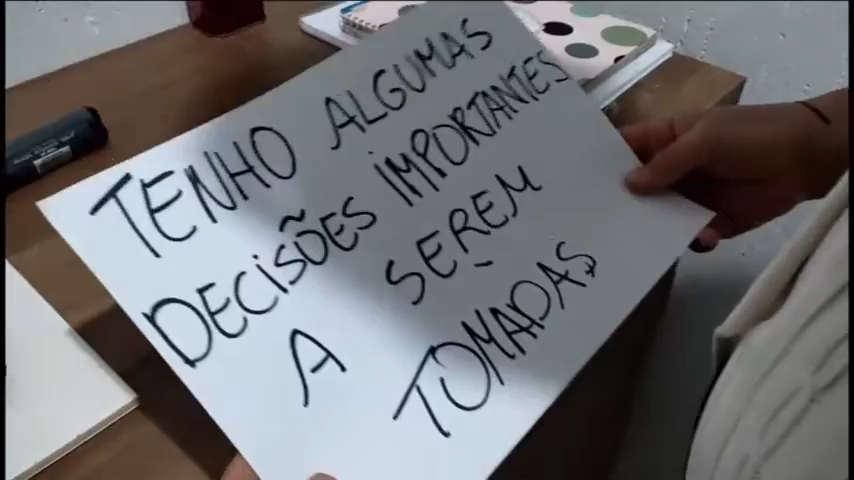 TENHO ALGUMAS
DECISÕES IMPORTANTES
A SEREM
TOMADAS